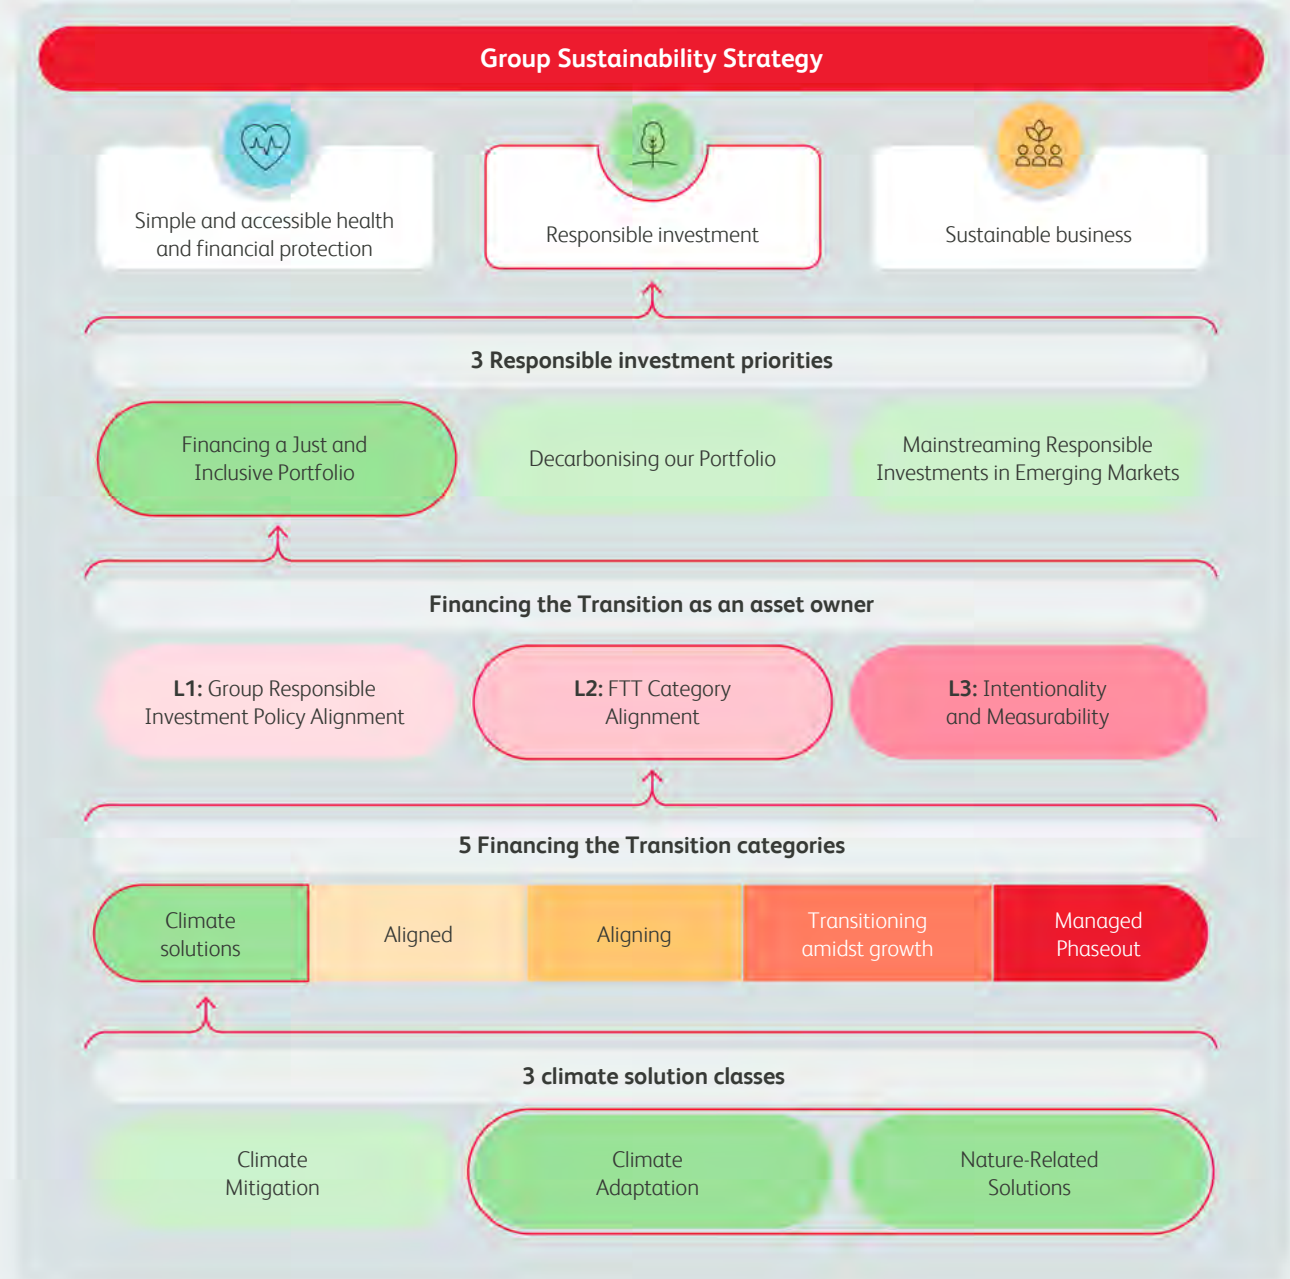 Group Sustainability Strategy
Simple and accessible health
and financial protection
Responsible investment
Sustainable business
3 Responsible investment priorities
Financing a Just and
Inclusive Portfolio
Decarbonising our Portfolio
Mainstreaming Responsible
Investments in Emerging Markets
Financing the Transition as an asset owner
L1: Group Responsible
Investment Policy Alignment
L2: FTT Category
Alignment
L3: Intentionality
and Measurability
5 Financing the Transition categories
Climate
solutions
Aligned
Aligning
Transitioning
amidst growth
Managed
Phaseout
3 climate solution classes
Climate
Mitigation
Climate
Adaptation
Nature-Related
Solutions